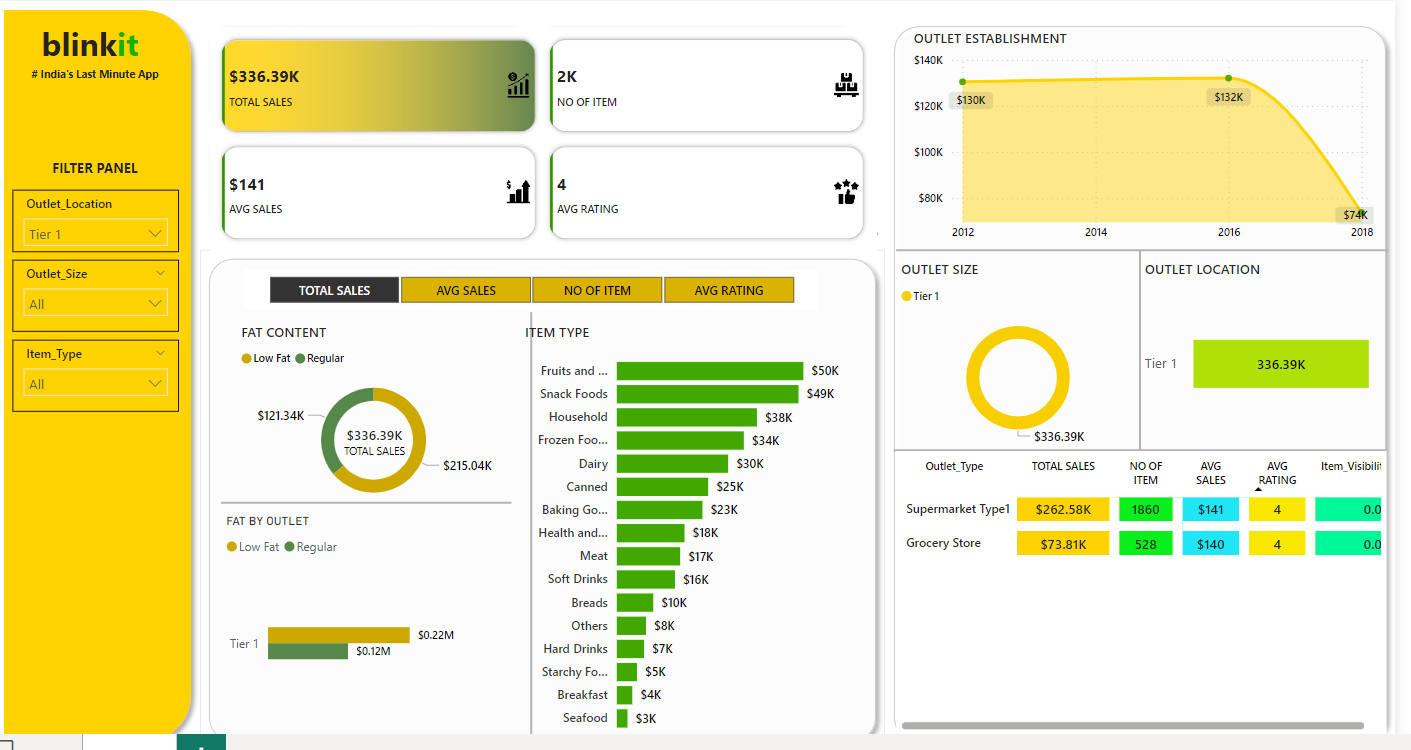 blinkit
# India's Last Minute App
FILTER PANEL
Outlet_Location
Tier 1
Outlet_Size
All
Item_Type
All
$336.39K
TOTAL SALES
2K
NO OF ITEM
$141
AVG SALES
4
AVG RATING
TOTAL SALES
AVG SALES
NO OF ITEM
AVG RATING
FAT CONTENT
Low Fat Regular
$121.34K
$336.39K
TOTAL SALES
$215.04K
FAT BY OUTLET
Low Fat Regular
Tier 1
$0.22M
$0.12M
ITEM TYPE
Fruits and ... $50K
Snack Foods $49K
Household $38K
Frozen Foo... $34K
Dairy $30K
Canned $25K
Baking Go... $23K
Health and... $18K
Meat $17K
Soft Drinks $16K
Breads $10K
Others $8K
Hard Drinks $7K
Starchy Fo... $5K
Breakfast $4K
Seafood $3K
OUTLET ESTABLISHMENT
$140K
$120K
$100K
$80K
$130K
$132K
$74K
2012 2014 2016 2018
OUTLET SIZE
Tier 1
$336.39K
OUTLET LOCATION
Tier 1 336.39K
Outlet_Type TOTAL SALES NO OF ITEM AVG SALES AVG RATING Item_Visibilit
Supermarket Type1 $262.58K 1860 $141 4 0.0
Grocery Store $73.81K 528 $140 4 0.0